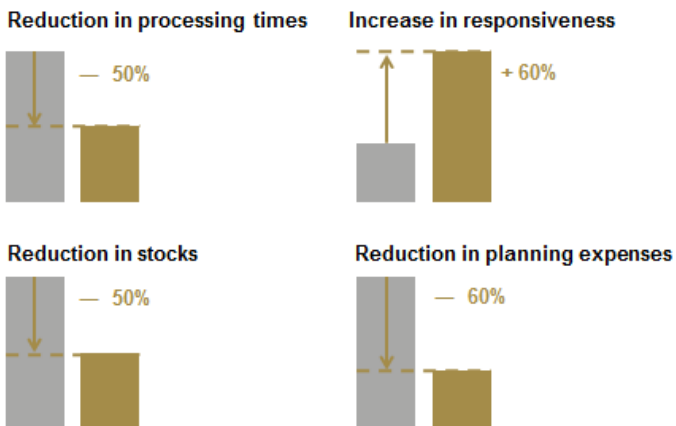 Reduction in processing times
— 50%
Increase in responsiveness
+ 60%
Reduction in stocks
— 50%
Reduction in planning expenses
— 60%